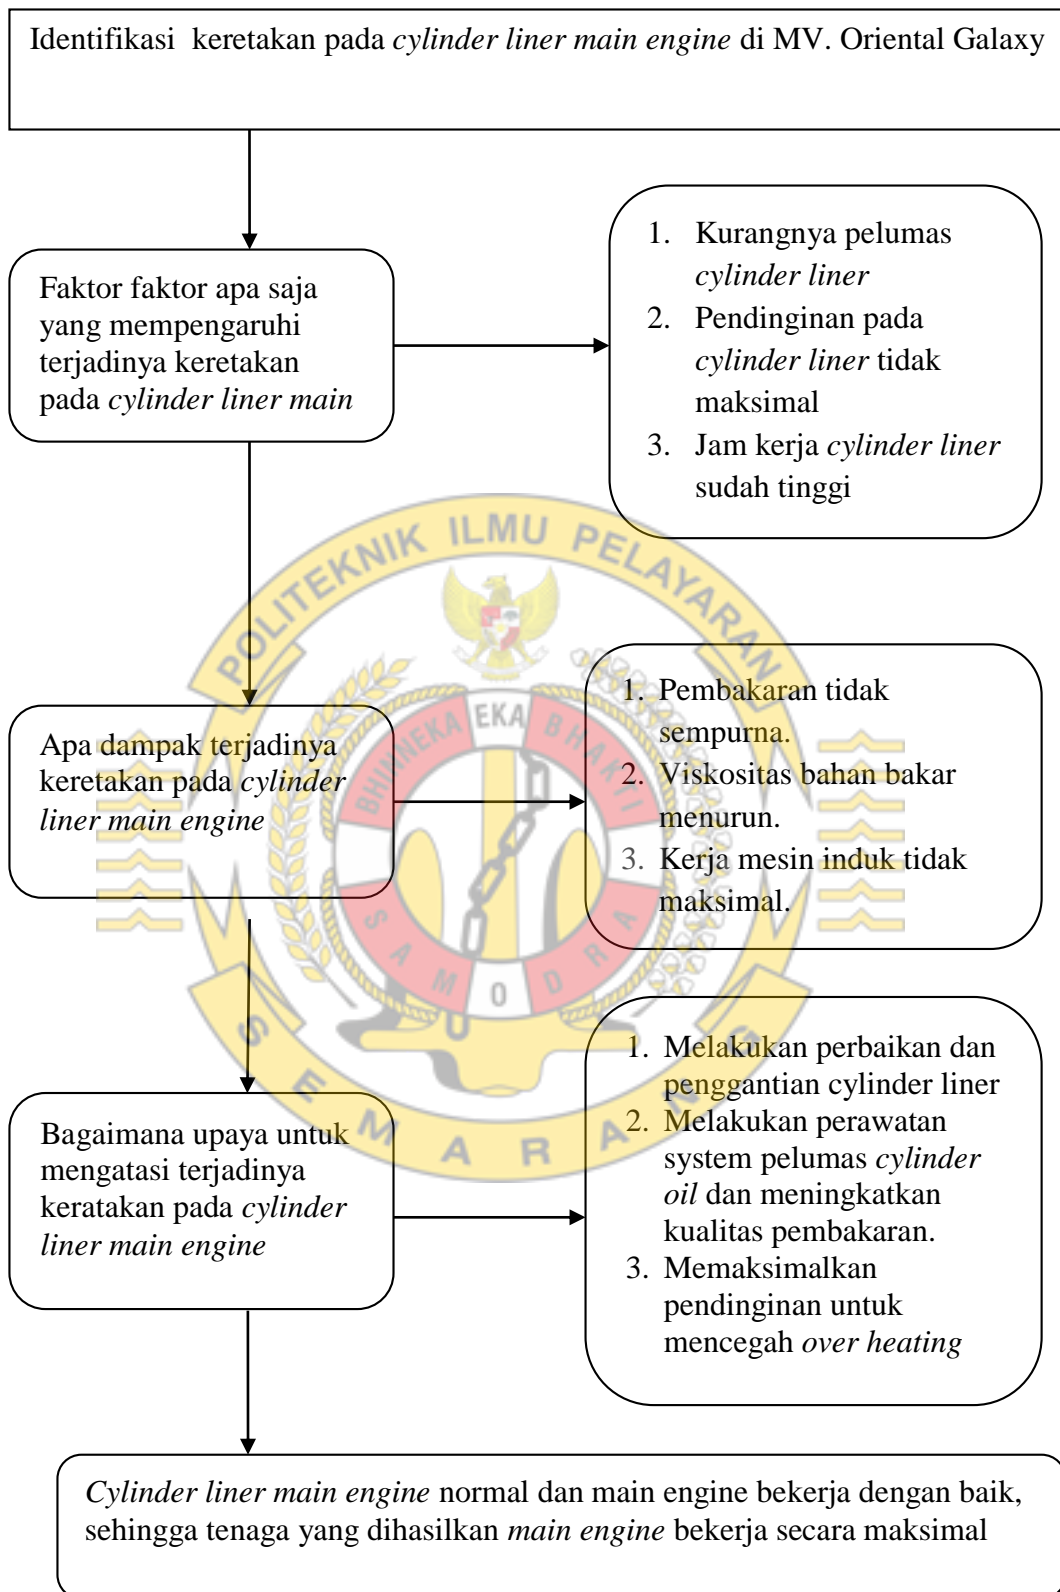 Identifikasi keretakan pada cylinder liner main engine di MV. Oriental Galaxy
Faktor faktor apa saja
yang mempengaruhi
terjadinya keretakan
pada cylinder liner main
1. Kurangnya pelumas
cylinder liner
2. Pendinginan pada
cylinder liner tidak
maksimal
3. Jam kerja cylinder liner
sudah tinggi
POLITEKNIK ILMU PELAYARAN
BHINNEKA EKA BHAKTI
SAMODRA
SEMARANG
Apa dampak terjadinya
keretakan pada cylinder
liner main engine
1. Pembakaran tidak
sempurna.
2. Viskositas bahan bakar
menurun.
3. Kerja mesin induk tidak
maksimal.
Bagaimana upaya untuk
mengatasi terjadinya
keratakan pada cylinder
liner main engine
1. Melakukan perbaikan dan
penggantian cylinder liner
2. Melakukan perawatan
system pelumas cylinder
oil dan meningkatkan
kualitas pembakaran.
3. Memaksimalkan
pendinginan untuk
mencegah over heating
Cylinder liner main engine normal dan main engine bekerja dengan baik,
sehingga tenaga yang dihasilkan main engine bekerja secara maksimal